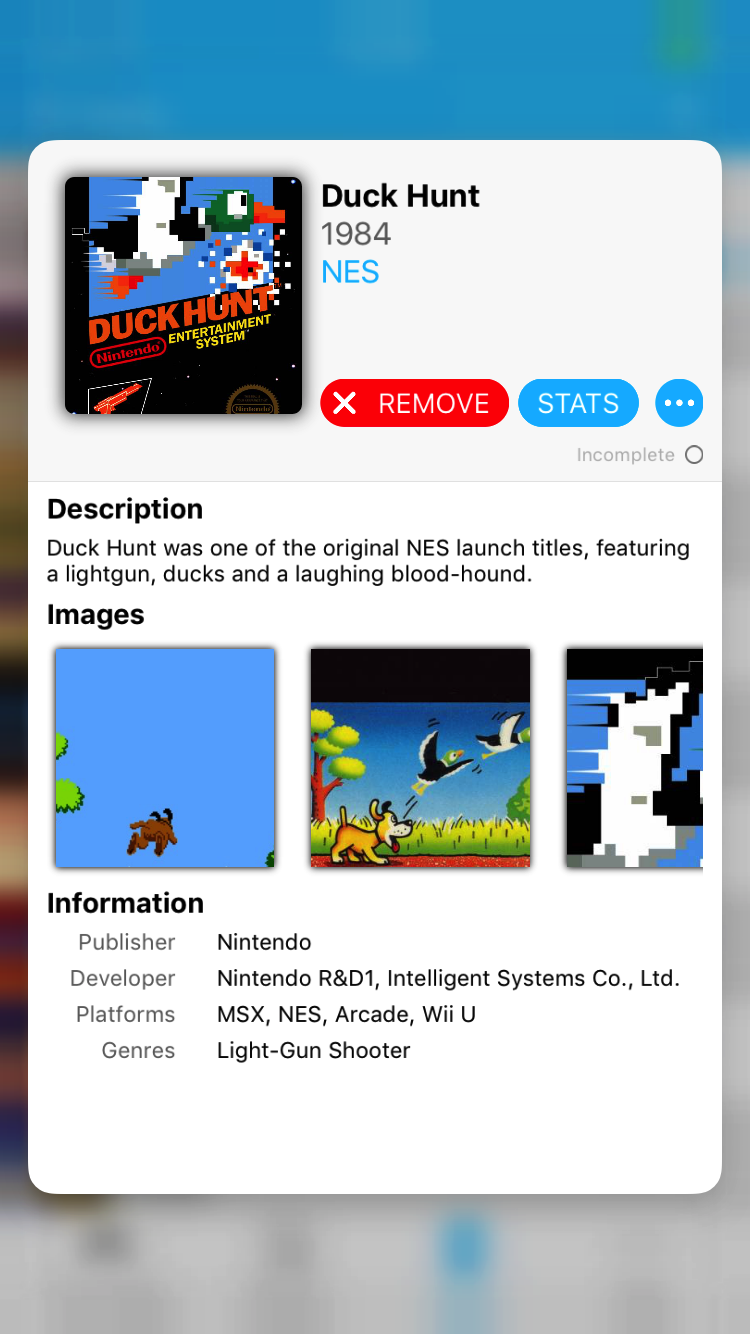 Duck Hunt
1984
NES
DUCK HUNT
Nintendo
ENTERTAINMENT
SYSTEM
Nintendo
REMOVE
STATS
Incomplete
Description
Duck Hunt was one of the original NES launch titles, featuring
a lightgun, ducks and a laughing blood-hound.
Images
Information
Publisher Nintendo
Developer Nintendo R&D1, Intelligent Systems Co., Ltd.
Platforms MSX, NES, Arcade, Wii U
Genres Light-Gun Shooter